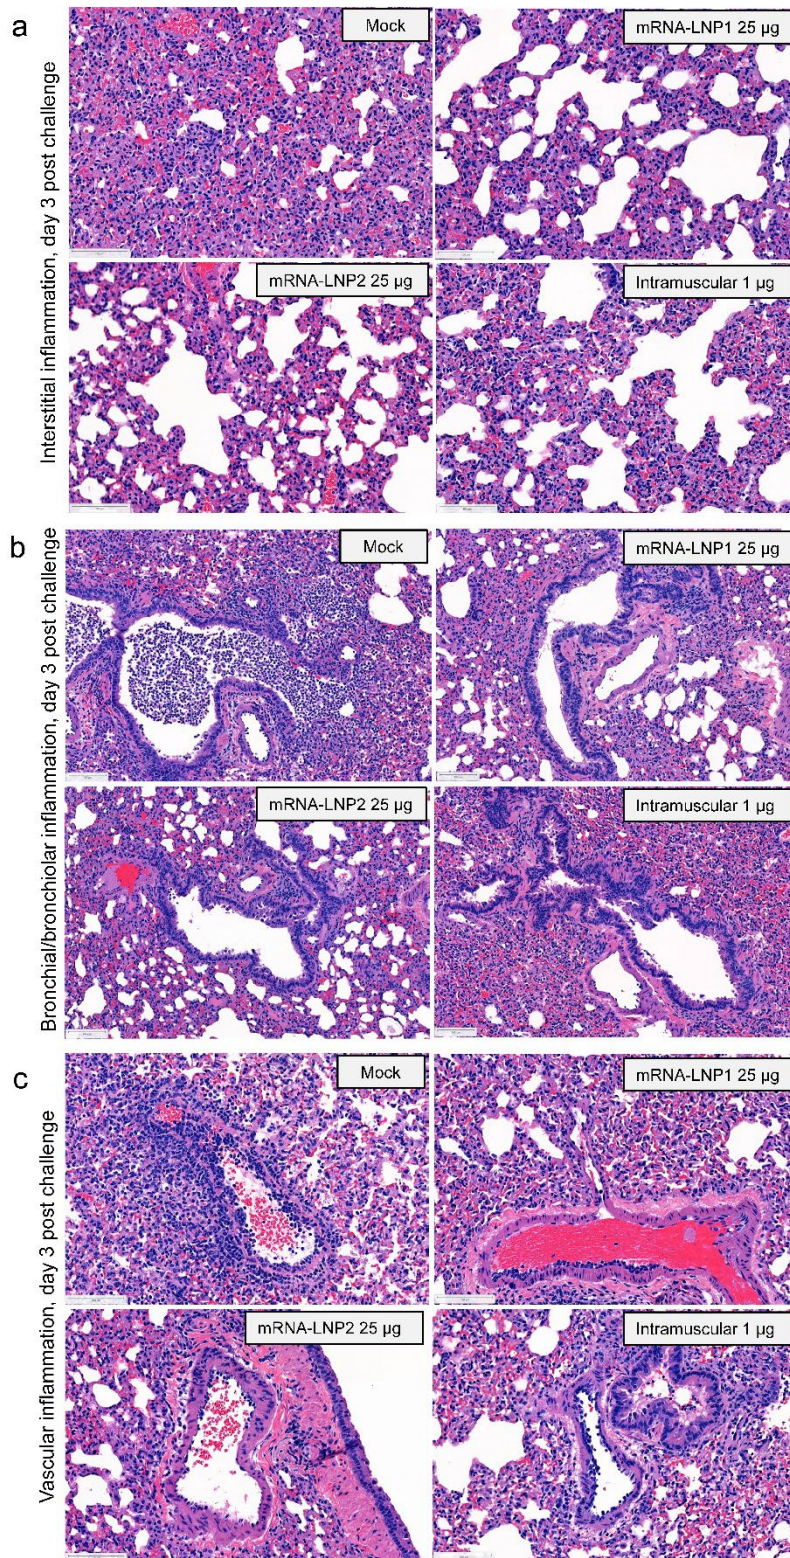 a
Interstitial inflammation, day 3 post challenge
Mock
mRNA-LNP1 25 µg
mRNA-LNP2 25 µg
Intramuscular 1 µg
b
Bronchial/bronchiolar inflammation, day 3 post challenge
Mock
mRNA-LNP1 25 µg
mRNA-LNP2 25 µg
Intramuscular 1 µg
c
Vascular inflammation, day 3 post challenge
Mock
mRNA-LNP1 25 µg
mRNA-LNP2 25 µg
Intramuscular 1 µg